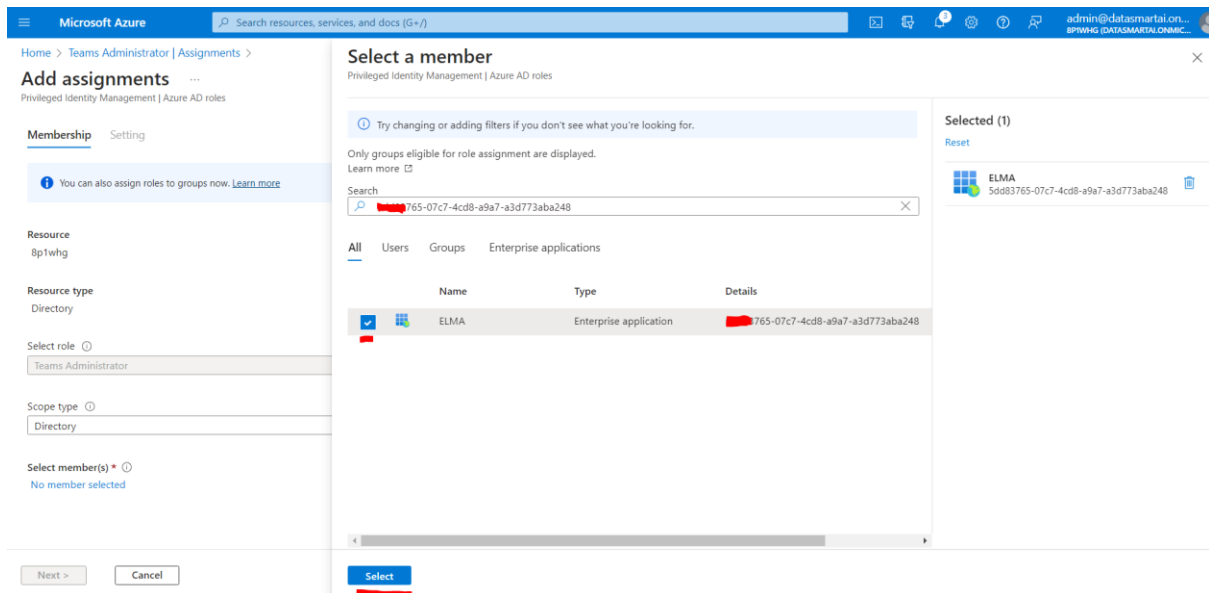 Microsoft Azure
Search resources, services, and docs (G+/)
3
admin@datasmartai.on...
8P1WHG (DATASMARTAI.ONMIC...
Home > Teams Administrator | Assignments >
Add assignments ...
Privileged Identity Management | Azure AD roles
Membership Setting
You can also assign roles to groups now. Learn more
Resource
8p1whg
Resource type
Directory
Select role
Teams Administrator
Scope type
Directory
Select member(s) *
No member selected
Next > Cancel
Select a member
Privileged Identity Management | Azure AD roles
Try changing or adding filters if you don't see what you're looking for.
Only groups eligible for role assignment are displayed.
Learn more
Search
765-07c7-4cd8-a9a7-a3d773aba248
All Users Groups Enterprise applications
Name Type Details
ELMA Enterprise application 765-07c7-4cd8-a9a7-a3d773aba248
Select
Selected (1)
Reset
ELMA
5dd83765-07c7-4cd8-a9a7-a3d773aba248